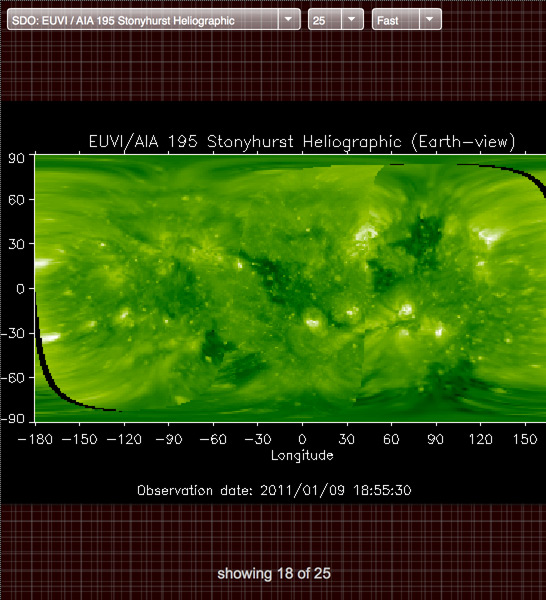 SDO: EUVI / AIA 195 Stonyhurst Heliographic 25 Fast
EUVI/AIA 195 Stonyhurst Heliographic (Earth-view)
90
60
30
0
-30
-60
-90
-180 -150 -120 -90 -60 -30 0 30 60 90 120 150
Longitude
Observation date: 2011/01/09 18:55:30
showing 18 of 25